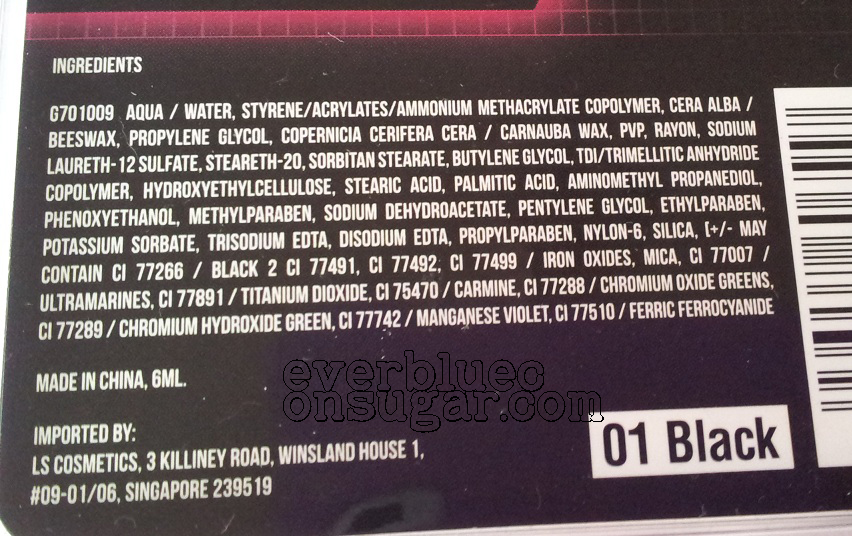 INGREDIENTS
G701009 AQUA / WATER, STYRENE/ACRYLATES/AMMONIUM METHACRYLATE COPOLYMER, CERA ALBA /
BEESWAX, PROPYLENE GLYCOL, COPERNICIA CERIFERA CERA / CARNAUBA WAX, PVP, RAYON, SODIUM
LAURETH-12 SULFATE, STEARETH-20, SORBITAN STEARATE, BUTYLENE GLYCOL, TDI/TRIMELLITIC ANHYDRIDE
COPOLYMER, HYDROXYETHYLCELLULOSE, STEARIC ACID, PALMITIC ACID, AMINOMETHYL PROPANEDIOL,
PHENOXYETHANOL, METHYLPARABEN, SODIUM DEHYDROACETATE, PENTYLENE GLYCOL, ETHYLPARABEN,
POTASSIUM SORBATE, TRISODIUM EDTA, DISODIUM EDTA, PROPYLPARABEN, NYLON-6, SILICA, [+/- MAY
CONTAIN CI 77266 / BLACK 2 CI 77491, CI 77492, CI 77499 / IRON OXIDES, MICA, CI 77007 /
ULTRAMARINES, CI 77891 / TITANIUM DIOXIDE, CI 75470 / CARMINE, CI 77288 / CHROMIUM OXIDE GREENS,
CI 77289 / CHROMIUM HYDROXIDE GREEN, CI 77742 / MANGANESE VIOLET, CI 77510 / FERRIC FERROCYANIDE
MADE IN CHINA, 6ML.
everbluec
onsugar.com
IMPORTED BY:
LS COSMETICS, 3 KILLINEY ROAD, WINSLAND HOUSE 1,
#09-01/06, SINGAPORE 239519
01 Black